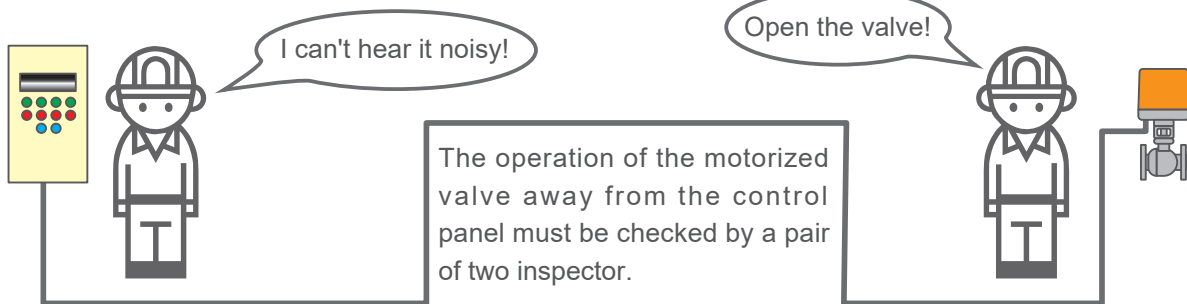 I can't hear it noisy!
Open the valve!
The operation of the motorized
valve away from the control
panel must be checked by a pair
of two inspector.